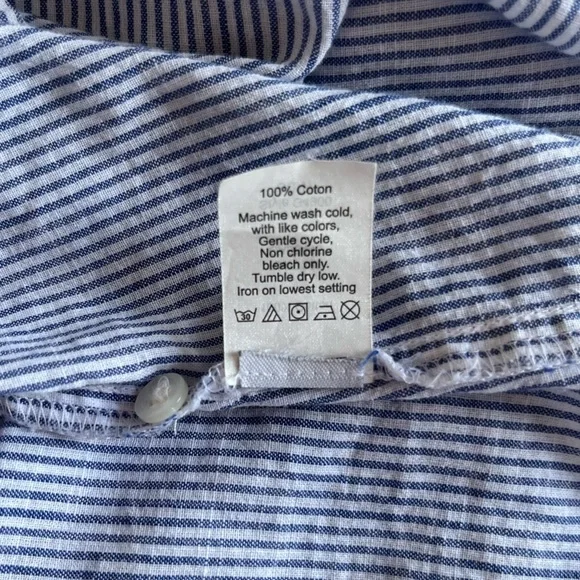 100% Coton
Machine wash cold,
with like colors,
Gentle cycle,
Non chlorine
bleach only.
Tumble dry low.
Iron on lowest setting
30